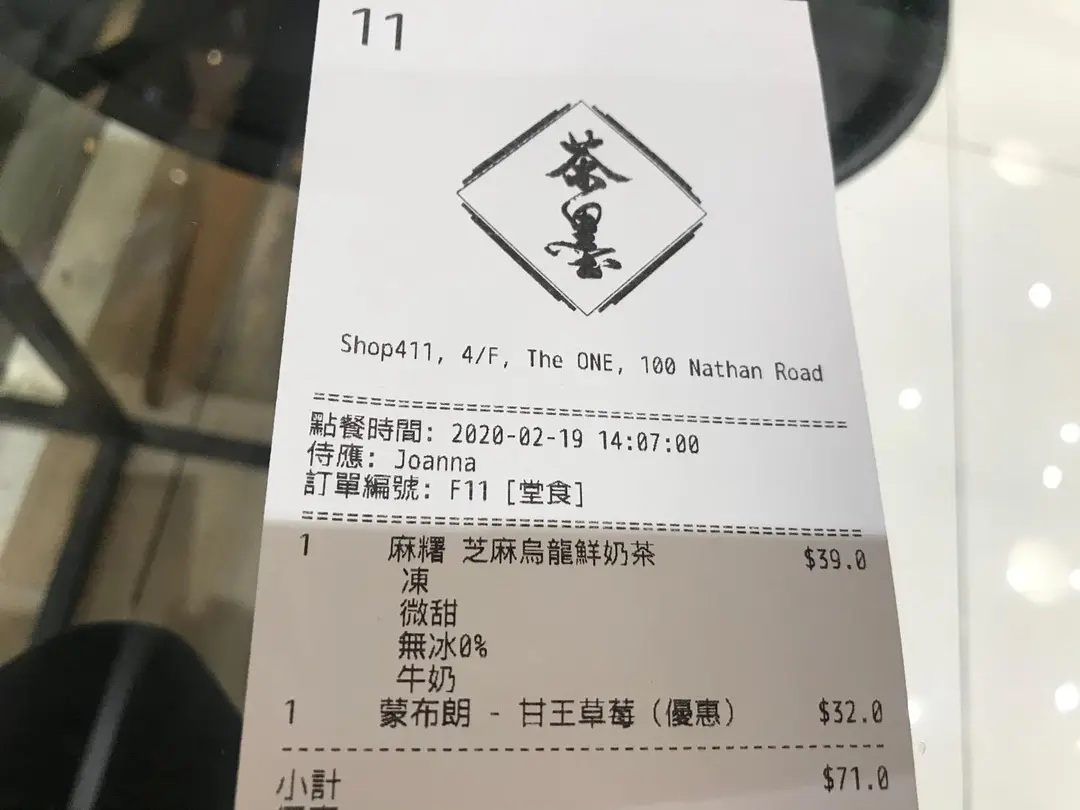 11
茶墨
Shop411, 4/F, The ONE, 100 Nathan Road
點餐時間: 2020-02-19 14:07:00
侍應: Joanna
訂單編號: F11 [堂食]
1 麻糬 芝麻烏龍鮮奶茶 $39.0
凍
微甜
無冰0%
牛奶
1 蒙布朗 - 甘王草莓 (優惠) $32.0
小計 $71.0